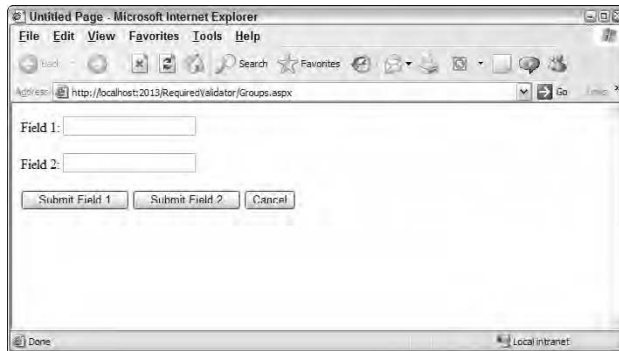 Untitled Page - Microsoft Internet Explorer
File Edit View Favorites Tools Help
Back Search Favorites
Address http://localhost:2013/RequiredValidator/Groups.aspx Go Links »
Field 1:
Field 2:
Submit Field 1 Submit Field 2 Cancel
Done Local intranet